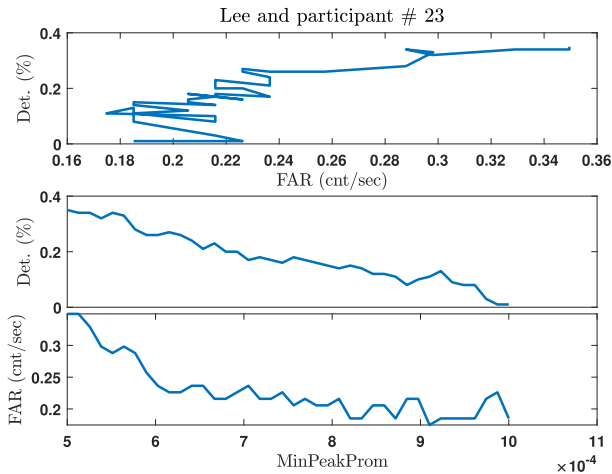 Lee and participant # 23
Det. (%)
0.4
0.2
0
0.16 0.18 0.2 0.22 0.24 0.26 0.28 0.3 0.32 0.34 0.36
FAR (cnt/sec)
Det. (%)
0.4
0.2
0
FAR (cnt/sec)
0.3
0.25
0.2
5 6 7 8 9 10 11
MinPeakProm
×10⁻⁴